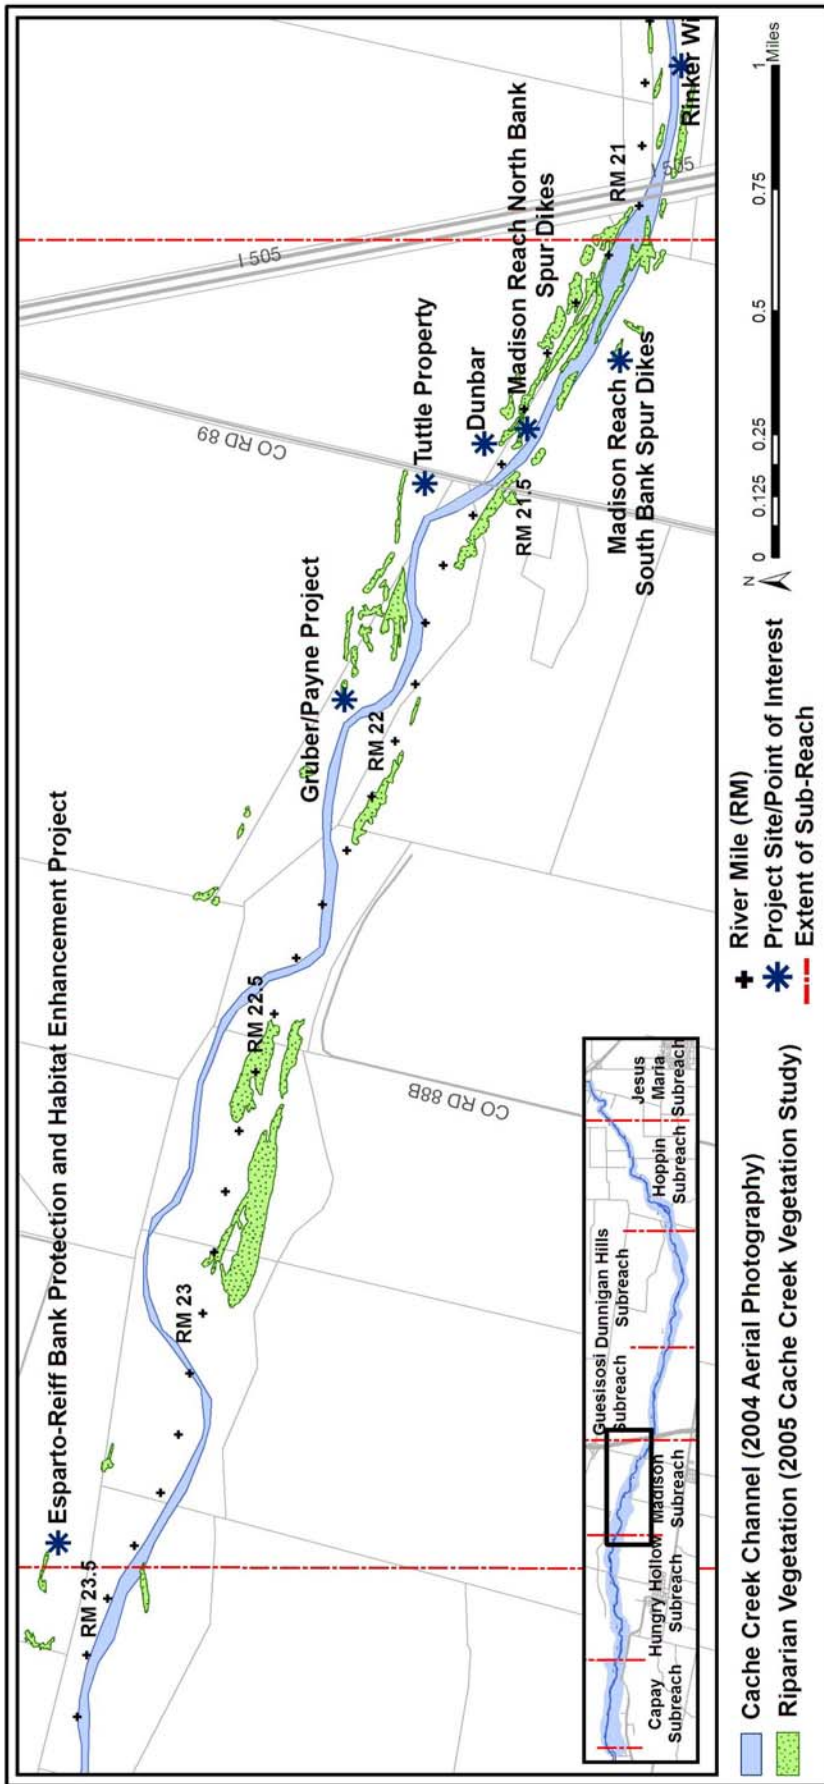 Esparto-Reiff Bank Protection and Habitat Enhancement Project
RM 23.5
RM 23
RM 22.5
CO RD 88B
Gruber/Payne Project
RM 22
Tuttle Property
CO RD 89
Dunbar
RM 21.5
Madison Reach North Bank
Spur Dikes
Madison Reach
South Bank Spur Dikes
I 505
RM 21
I 505
Rinker Wi
Capay
Subreach
Hungry Hollow
Subreach
Madison
Subreach
Guesisosi
Subreach
Dunnigan Hills
Subreach
Hoppin
Subreach
Jesus
Maria
Subreach
Cache Creek Channel (2004 Aerial Photography)
Riparian Vegetation (2005 Cache Creek Vegetation Study)
River Mile (RM)
Project Site/Point of Interest
Extent of Sub-Reach
N
0 0.125 0.25 0.5 0.75 1
Miles